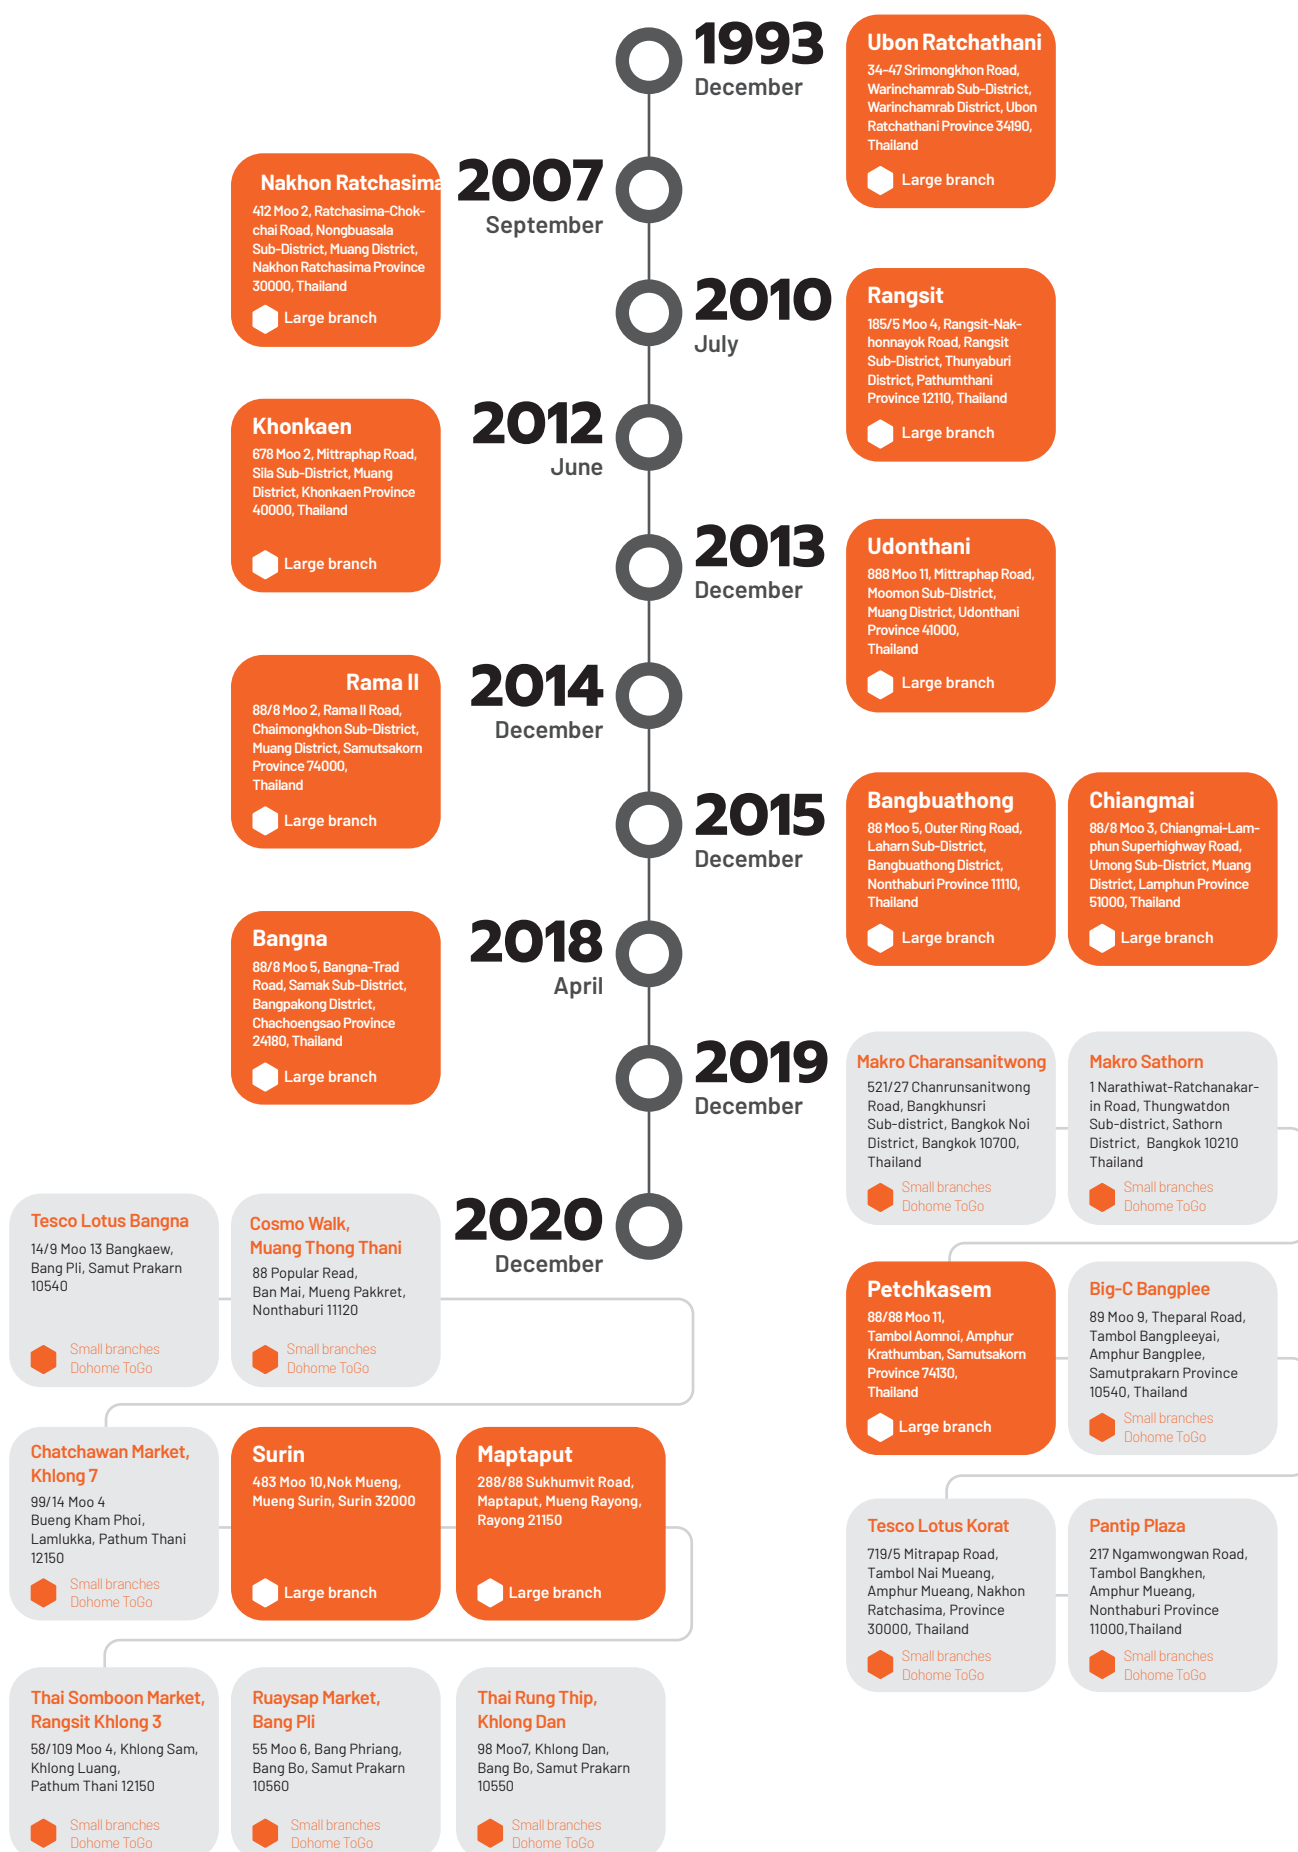 1993
December
Ubon Ratchathani
34-47 Srimongkhon Road,
Warinchamrab Sub-District,
Warinchamrab District, Ubon
Ratchathani Province 34190,
Thailand
Large branch
2007
September
Nakhon Ratchasima
412 Moo 2, Ratchasima-Chok-
chai Road, Nongbuasala
Sub-District, Muang District,
Nakhon Ratchasima Province
30000, Thailand
Large branch
2010
July
Rangsit
185/5 Moo 4, Rangsit-Nak-
honnayok Road, Rangsit
Sub-District, Thunyaburi
District, Pathumthani
Province 12110, Thailand
Large branch
2012
June
Khonkaen
678 Moo 2, Mittraphap Road,
Sila Sub-District, Muang
District, Khonkaen Province
40000, Thailand
Large branch
2013
December
Udonthani
888 Moo 11, Mittraphap Road,
Moomon Sub-District,
Muang District, Udonthani
Province 41000,
Thailand
Large branch
2014
December
Rama II
88/8 Moo 2, Rama II Road,
Chaimongkhon Sub-District,
Muang District, Samutsakorn
Province 74000,
Thailand
Large branch
2015
December
Bangbuathong
88 Moo 5, Outer Ring Road,
Laharn Sub-District,
Bangbuathong District,
Nonthaburi Province 11110,
Thailand
Large branch
Chiangmai
88/8 Moo 3, Chiangmai-Lam-
phun Superhighway Road,
Umong Sub-District, Muang
District, Lamphun Province
51000, Thailand
Large branch
2018
April
Bangna
88/8 Moo 5, Bangna-Trad
Road, Samak Sub-District,
Bangpakong District,
Chachoengsao Province
24180, Thailand
Large branch
2019
December
Makro Charansanitwong
521/27 Chanrunsanitwong
Road, Bangkhunsri
Sub-district, Bangkok Noi
District, Bangkok 10700,
Thailand
Small branches
Dohome ToGo
Makro Sathorn
1 Narathiwat-Ratchanakar-
in Road, Thungwatdon
Sub-district, Sathorn
District, Bangkok 10210
Thailand
Small branches
Dohome ToGo
Petchkasem
88/88 Moo 11,
Tambol Aomnoi, Amphur
Krathumban, Samutsakorn
Province 74130,
Thailand
Large branch
Big-C Bangplee
89 Moo 9, Theparal Road,
Tambol Bangpleeyai,
Amphur Bangplee,
Samutprakarn Province
10540, Thailand
Small branches
Dohome ToGo
Tesco Lotus Korat
719/5 Mitrapap Road,
Tambol Nai Mueang,
Amphur Mueang, Nakhon
Ratchasima, Province
30000, Thailand
Small branches
Dohome ToGo
Pantip Plaza
217 Ngamwongwan Road,
Tambol Bangkhen,
Amphur Mueang,
Nonthaburi Province
11000,Thailand
Small branches
Dohome ToGo
2020
December
Tesco Lotus Bangna
14/9 Moo 13 Bangkaew,
Bang Pli, Samut Prakarn
10540
Small branches
Dohome ToGo
Cosmo Walk,
Muang Thong Thani
88 Popular Read,
Ban Mai, Mueng Pakkret,
Nonthaburi 11120
Small branches
Dohome ToGo
Chatchawan Market,
Khlong 7
99/14 Moo 4
Bueng Kham Phoi,
Lamlukka, Pathum Thani
12150
Small branches
Dohome ToGo
Surin
483 Moo 10,Nok Mueng,
Mueng Surin, Surin 32000
Large branch
Maptaput
288/88 Sukhumvit Road,
Maptaput, Mueng Rayong,
Rayong 21150
Large branch
Thai Somboon Market,
Rangsit Khlong 3
58/109 Moo 4, Khlong Sam,
Khlong Luang,
Pathum Thani 12150
Small branches
Dohome ToGo
Ruaysap Market,
Bang Pli
55 Moo 6, Bang Phriang,
Bang Bo, Samut Prakarn
10560
Small branches
Dohome ToGo
Thai Rung Thip,
Khlong Dan
98 Moo7, Khlong Dan,
Bang Bo, Samut Prakarn
10550
Small branches
Dohome ToGo